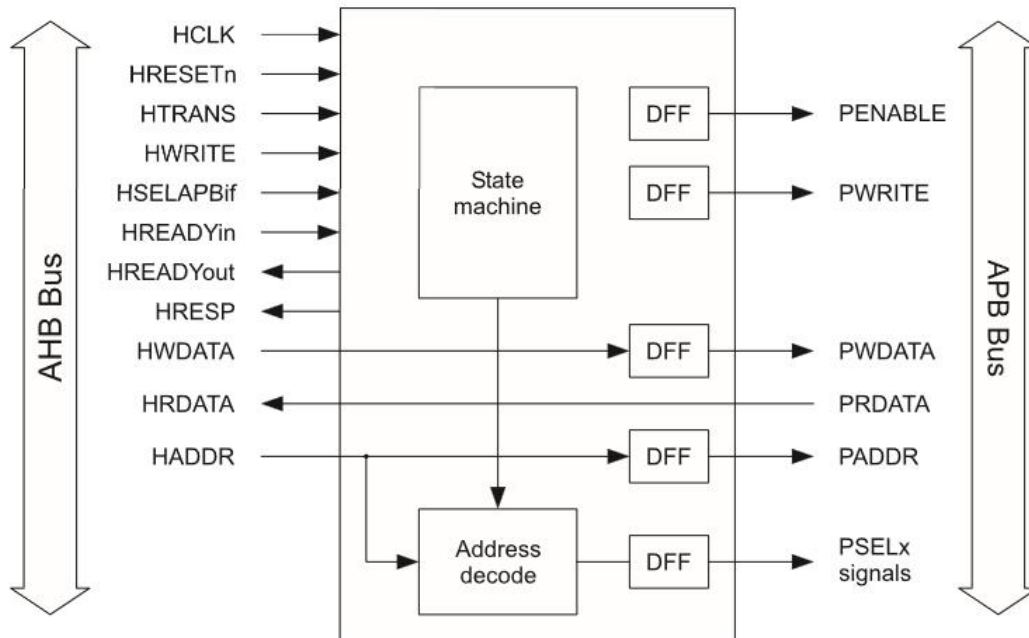 HCLK
HRESETn
HTRANS
HWRITE
HSELAPBif
HREADYin
HREADYout
HRESP
HWDATA
HRDATA
HADDR
AHB Bus
State
machine
Address
decode
DFF
DFF
DFF
DFF
DFF
PENABLE
PWRITE
PWDATA
PRDATA
PADDR
PSELx
signals
APB Bus